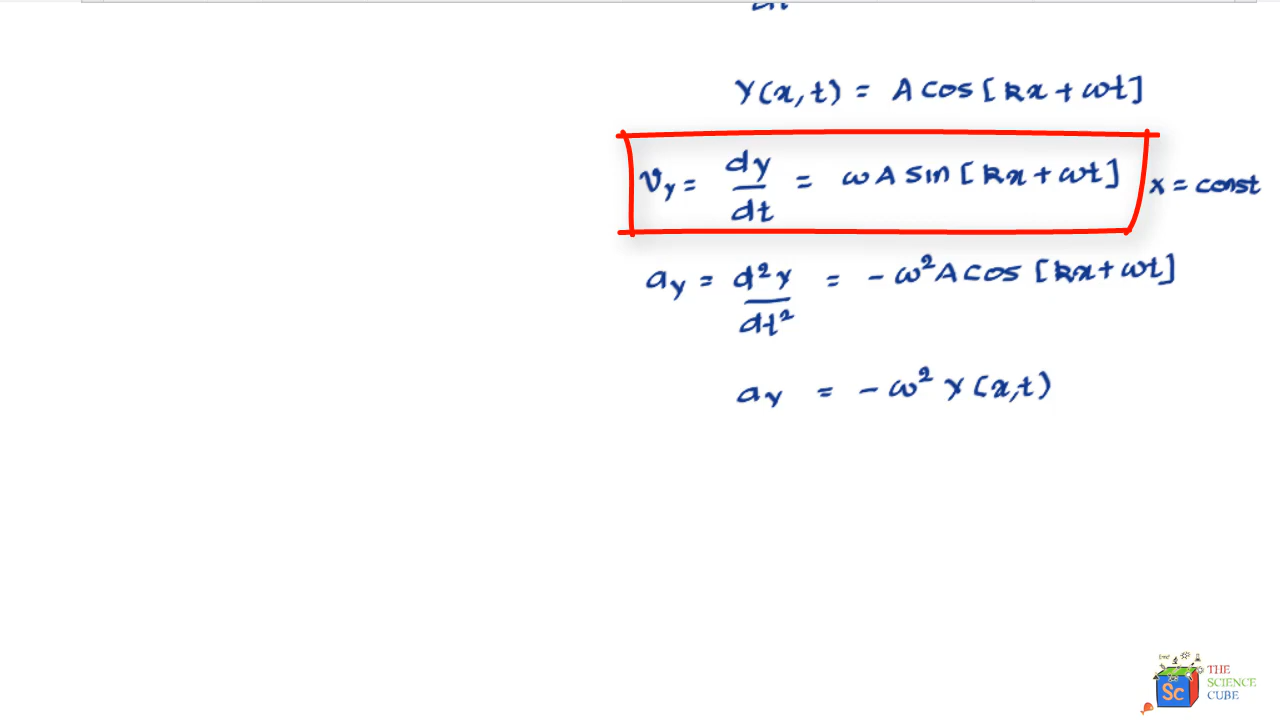 Y(x,t) = A cos[kx + ωt]
v_y = dy/dt = ωA sin[kx + ωt] x = const
a_y = d²y/dt² = -ω²A cos[kx + ωt]
a_y = -ω² y(x,t)
Sc
THE
SCIENCE
CUBE